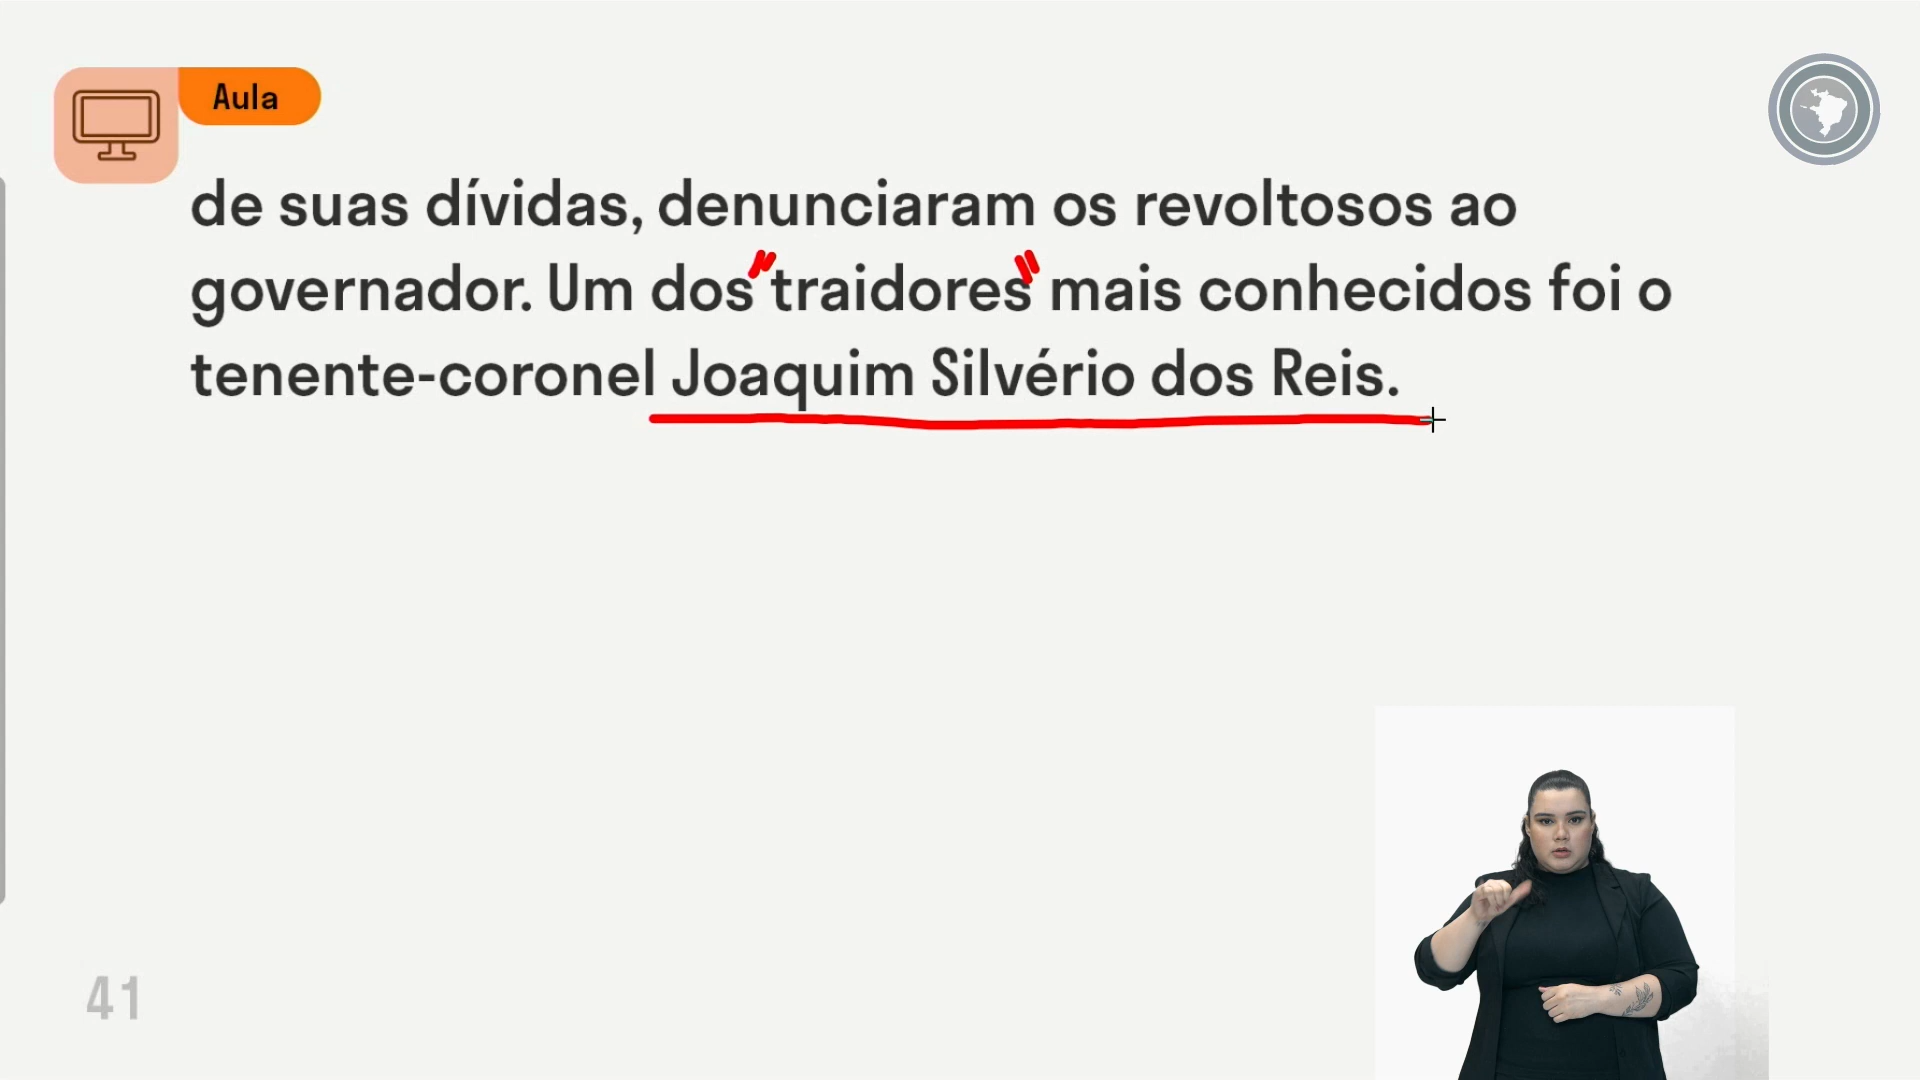 Aula
de suas dívidas, denunciaram os revoltosos ao
governador. Um dos "traidores" mais conhecidos foi o
tenente-coronel Joaquim Silvério dos Reis.
41